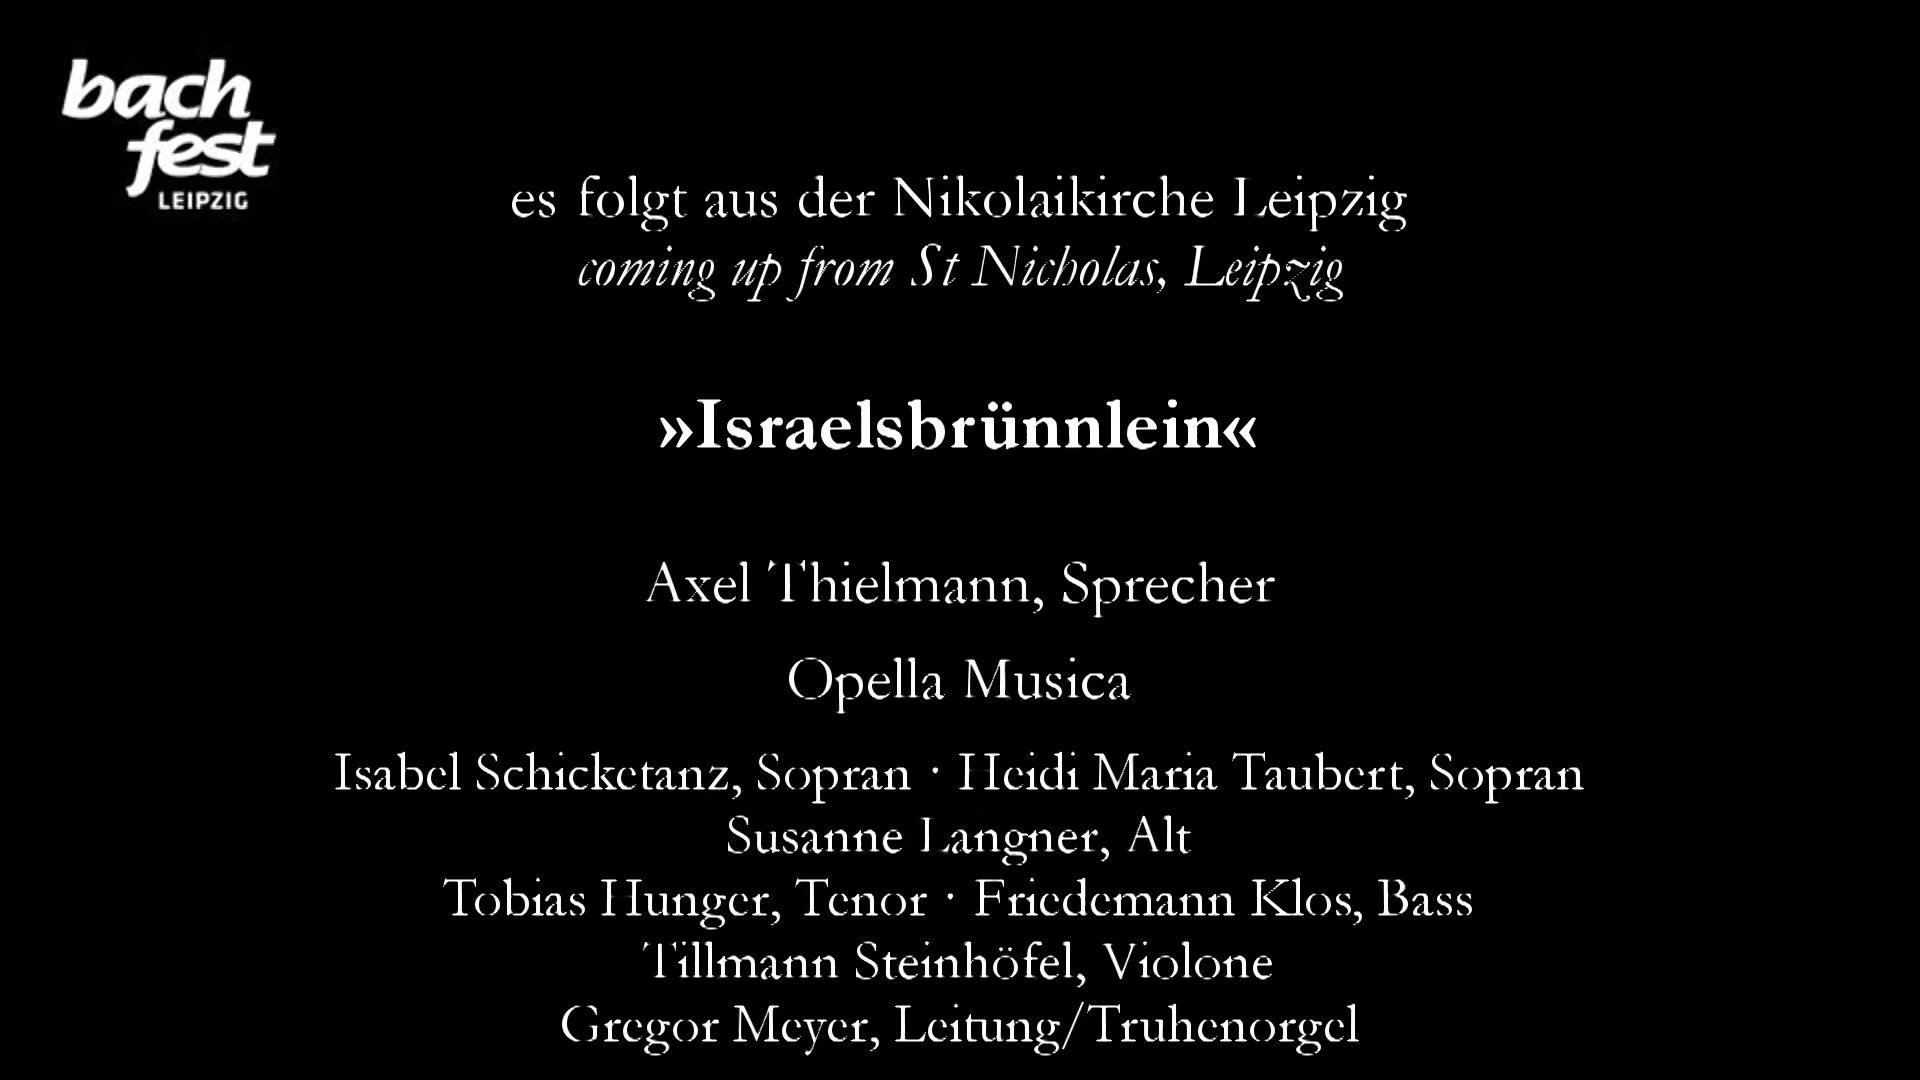 bach
fest
LEIPZIG
es folgt aus der Nikolaikirche Leipzig
coming up from St Nicholas, Leipzig
»Israelsbrünnlein«
Axel Thielmann, Sprecher
Opella Musica
Isabel Schicketanz, Sopran · Heidi Maria Taubert, Sopran
Susanne Langner, Alt
Tobias Hunger, Tenor · Friedemann Klos, Bass
Tillmann Steinhöfel, Violone
Gregor Meyer, Leitung/Truhenorgel